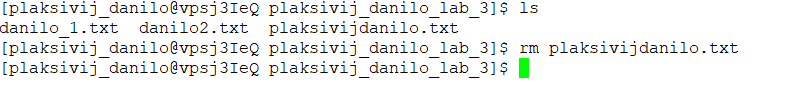 [plaksivij_danilo@vpsj3IeQ plaksivij_danilo_lab_3]$ ls
danilo_1.txt  danilo2.txt  plaksivijdanilo.txt
[plaksivij_danilo@vpsj3IeQ plaksivij_danilo_lab_3]$ rm plaksivijdanilo.txt
[plaksivij_danilo@vpsj3IeQ plaksivij_danilo_lab_3]$